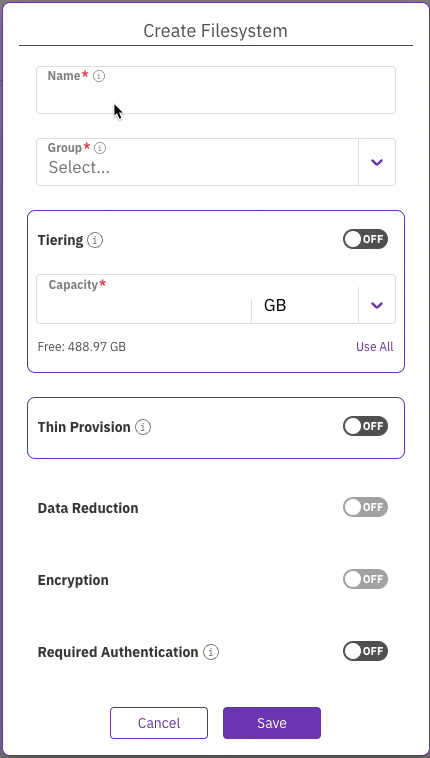 Create Filesystem
Name*
Group*
Select...
Tiering OFF
Capacity*
GB
Free: 488.97 GB Use All
Thin Provision OFF
Data Reduction OFF
Encryption OFF
Required Authentication OFF
Cancel Save